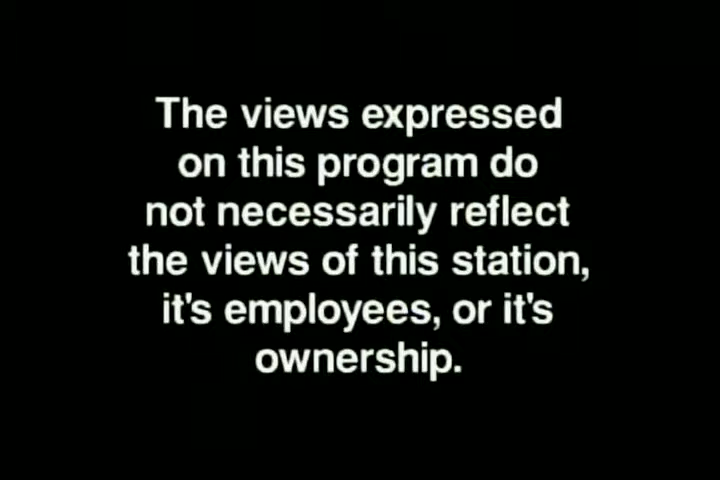 The views expressed
on this program do
not necessarily reflect
the views of this station,
it's employees, or it's
ownership.